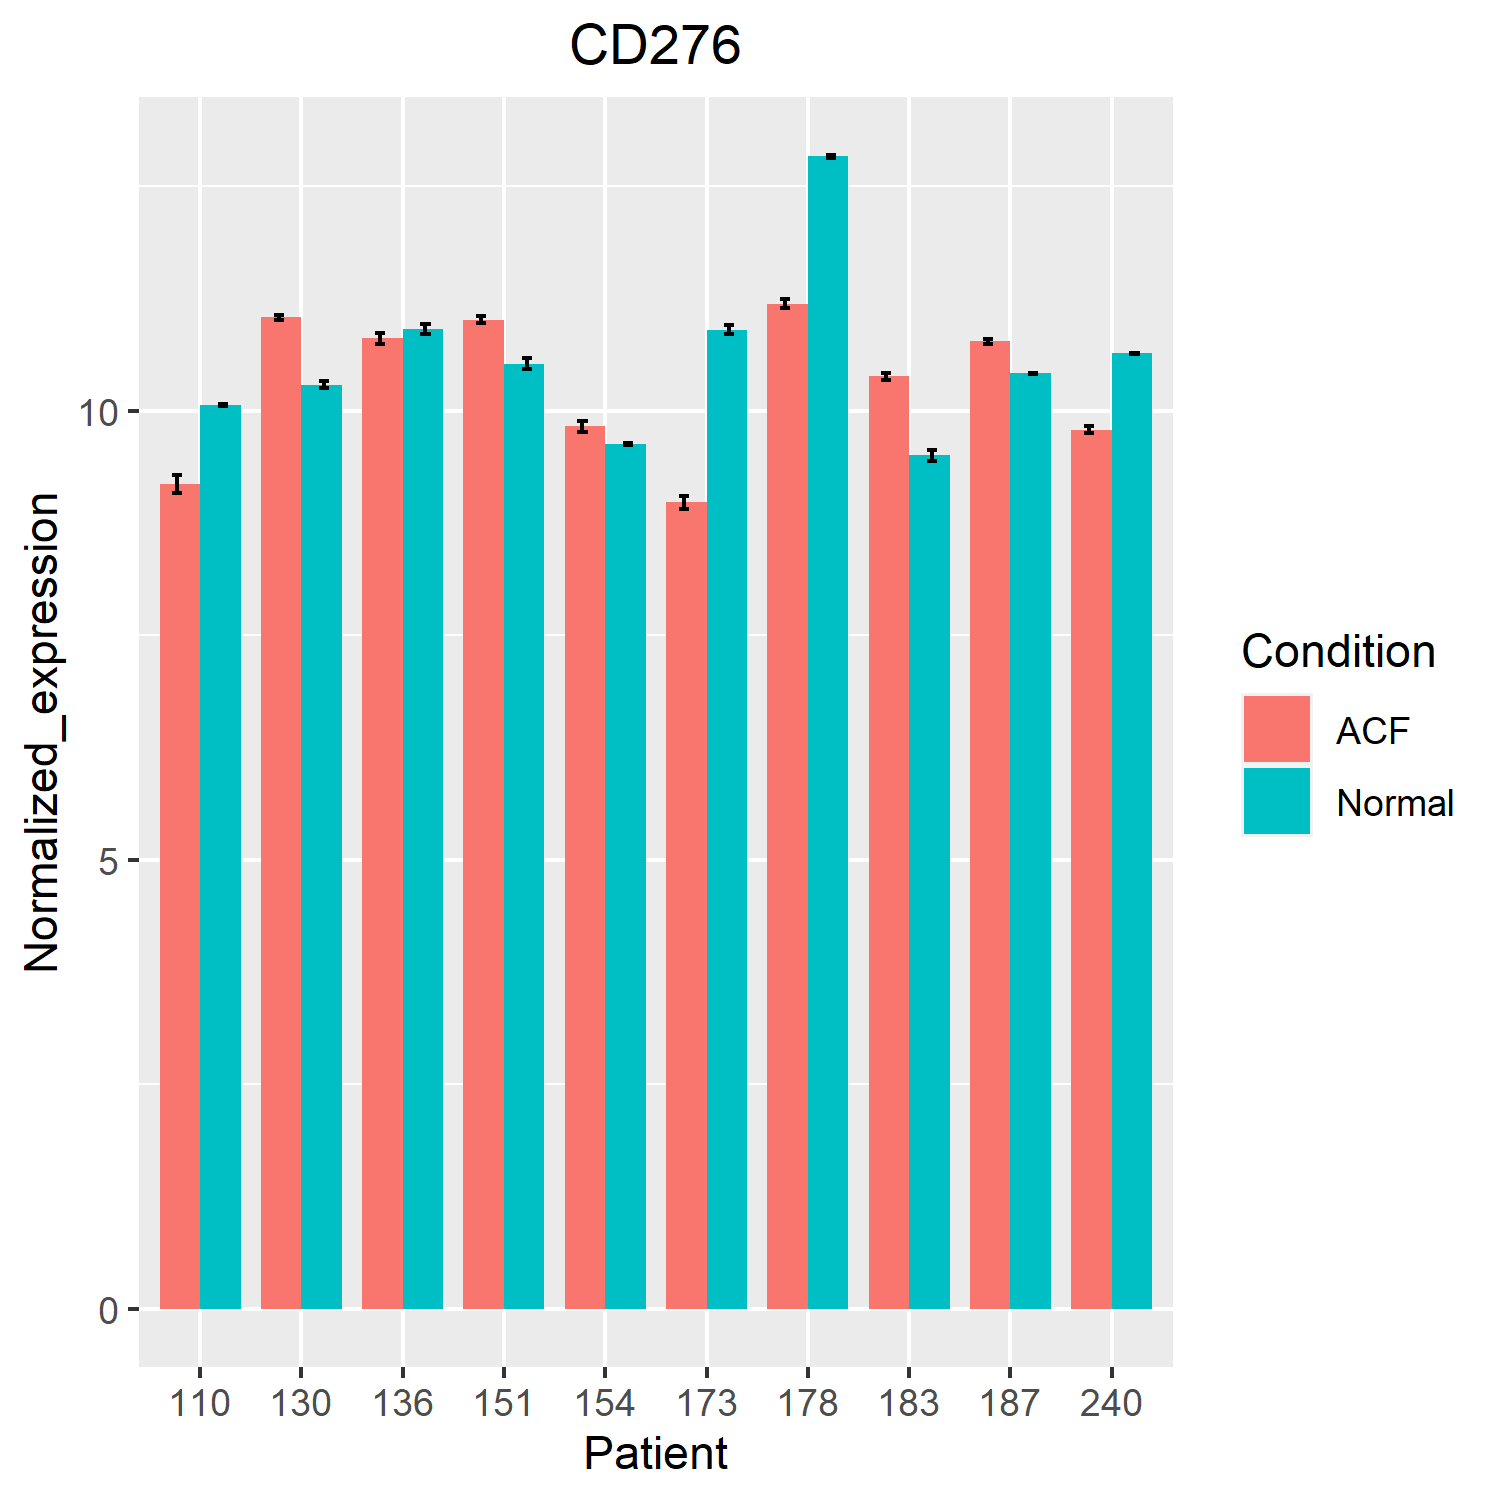 CD276
Normalized_expression
10
5
0
110 130 136 151 154 173 178 183 187 240
Patient
Condition
ACF
Normal